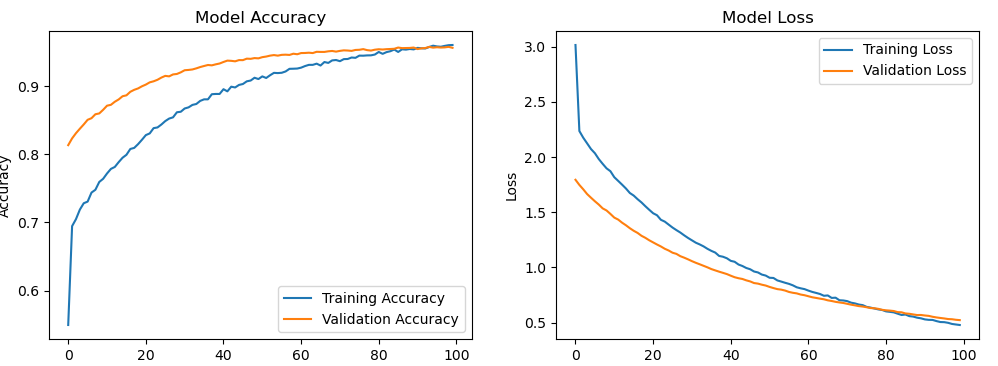 Model Accuracy
Accuracy
0.9
0.8
0.7
0.6
0 20 40 60 80 100
Training Accuracy
Validation Accuracy
Model Loss
Loss
3.0
2.5
2.0
1.5
1.0
0.5
0 20 40 60 80 100
Training Loss
Validation Loss